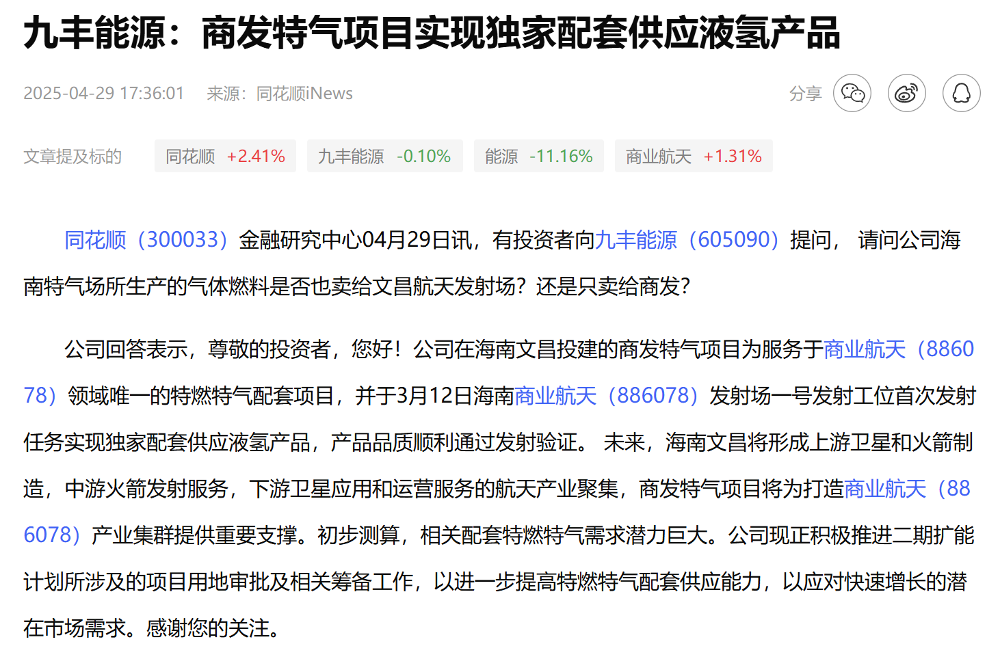 九丰能源：商发特气项目实现独家配套供应液氢产品
2025-04-29 17:36:01 来源：同花顺iNews 分享
文章提及标的 同花顺 +2.41% 九丰能源 -0.10% 能源 -11.16% 商业航天 +1.31%
同花顺（300033）金融研究中心04月29日讯，有投资者向九丰能源（605090）提问， 请问公司海
南特气场所生产的气体燃料是否也卖给文昌航天发射场？还是只卖给商发？
公司回答表示，尊敬的投资者，您好！公司在海南文昌投建的商发特气项目为服务于商业航天（8860
78）领域唯一的特燃特气配套项目，并于3月12日海南商业航天（886078）发射场一号发射工位首次发射
任务实现独家配套供应液氢产品，产品品质顺利通过发射验证。 未来，海南文昌将形成上游卫星和火箭制
造，中游火箭发射服务，下游卫星应用和运营服务的航天产业聚集，商发特气项目将为打造商业航天（88
6078）产业集群提供重要支撑。初步测算，相关配套特燃特气需求潜力巨大。公司现正积极推进二期扩能
计划所涉及的项目用地审批及相关筹备工作，以进一步提高特燃特气配套供应能力，以应对快速增长的潜
在市场需求。感谢您的关注。